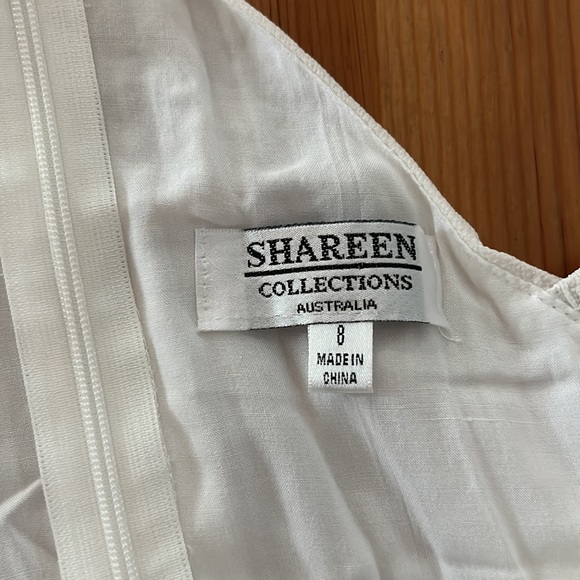 SHAREEN
COLLECTIONS
AUSTRALIA
8
MADE IN
CHINA